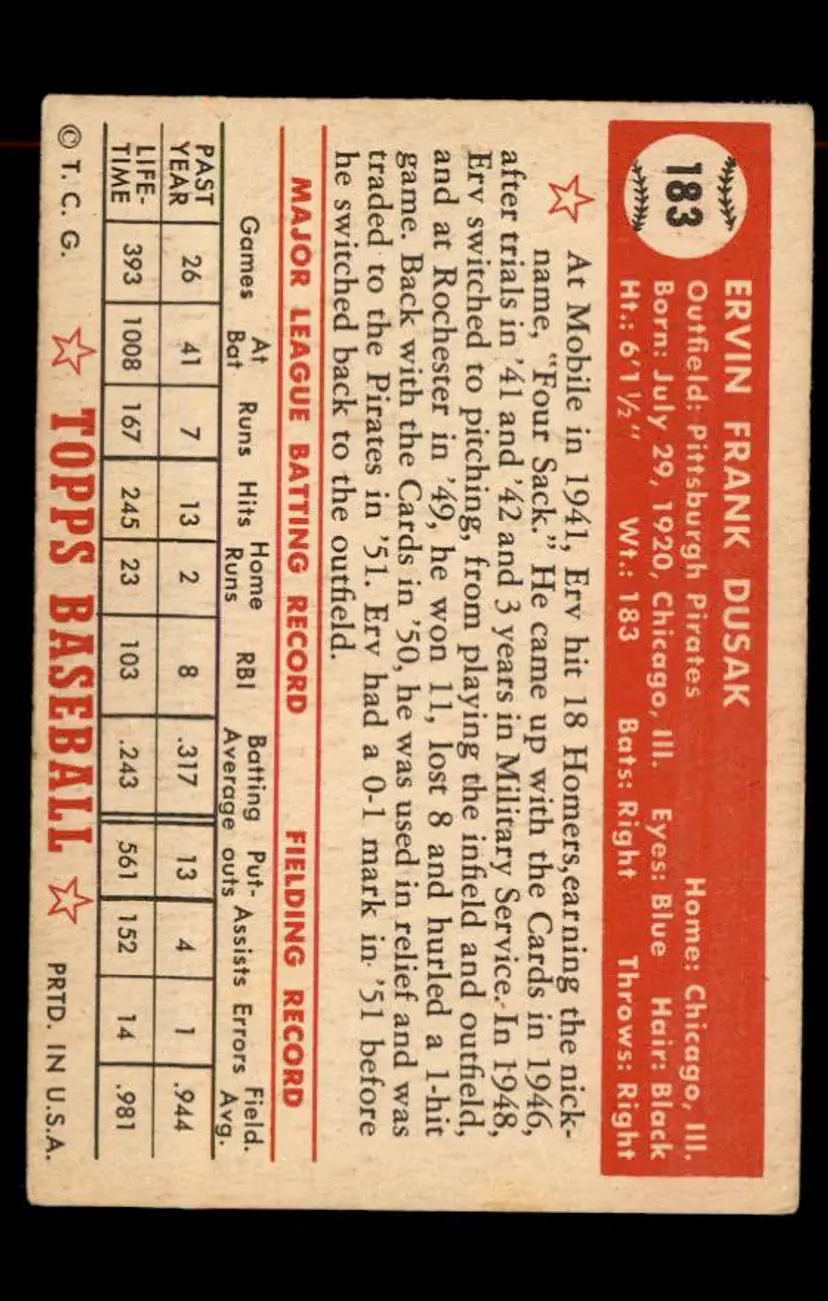 183
ERVIN FRANK DUSAK
Outfield: Pittsburgh Pirates Home: Chicago, Ill.
Born: July 29, 1920, Chicago, Ill. Eyes: Blue Hair: Black
Ht.: 6'1½" Wt.: 183 Bats: Right Throws: Right
At Mobile in 1941, Erv hit 18 Homers,earning the nick-
name, "Four Sack." He came up with the Cards in 1946,
after trials in '41 and '42 and 3 years in Military Service. In 1948,
Erv switched to pitching, from playing the infield and outfield,
and at Rochester in '49, he won 11, lost 8 and hurled a 1-hit
game. Back with the Cards in '50, he was used in relief and was
traded to the Pirates in '51. Erv had a 0-1 mark in '51 before
he switched back to the outfield.
MAJOR LEAGUE BATTING RECORD FIELDING RECORD
Games At Bat Runs Hits Home Runs RBI Batting Average Put-outs Assists Errors Field. Avg.
PAST YEAR 26 41 7 13 2 8 .317 13 4 1 .944
LIFE-TIME 393 1008 167 245 23 103 .243 561 152 14 .981
© T. C. G. TOPPS BASEBALL PRTD. IN U.S.A.